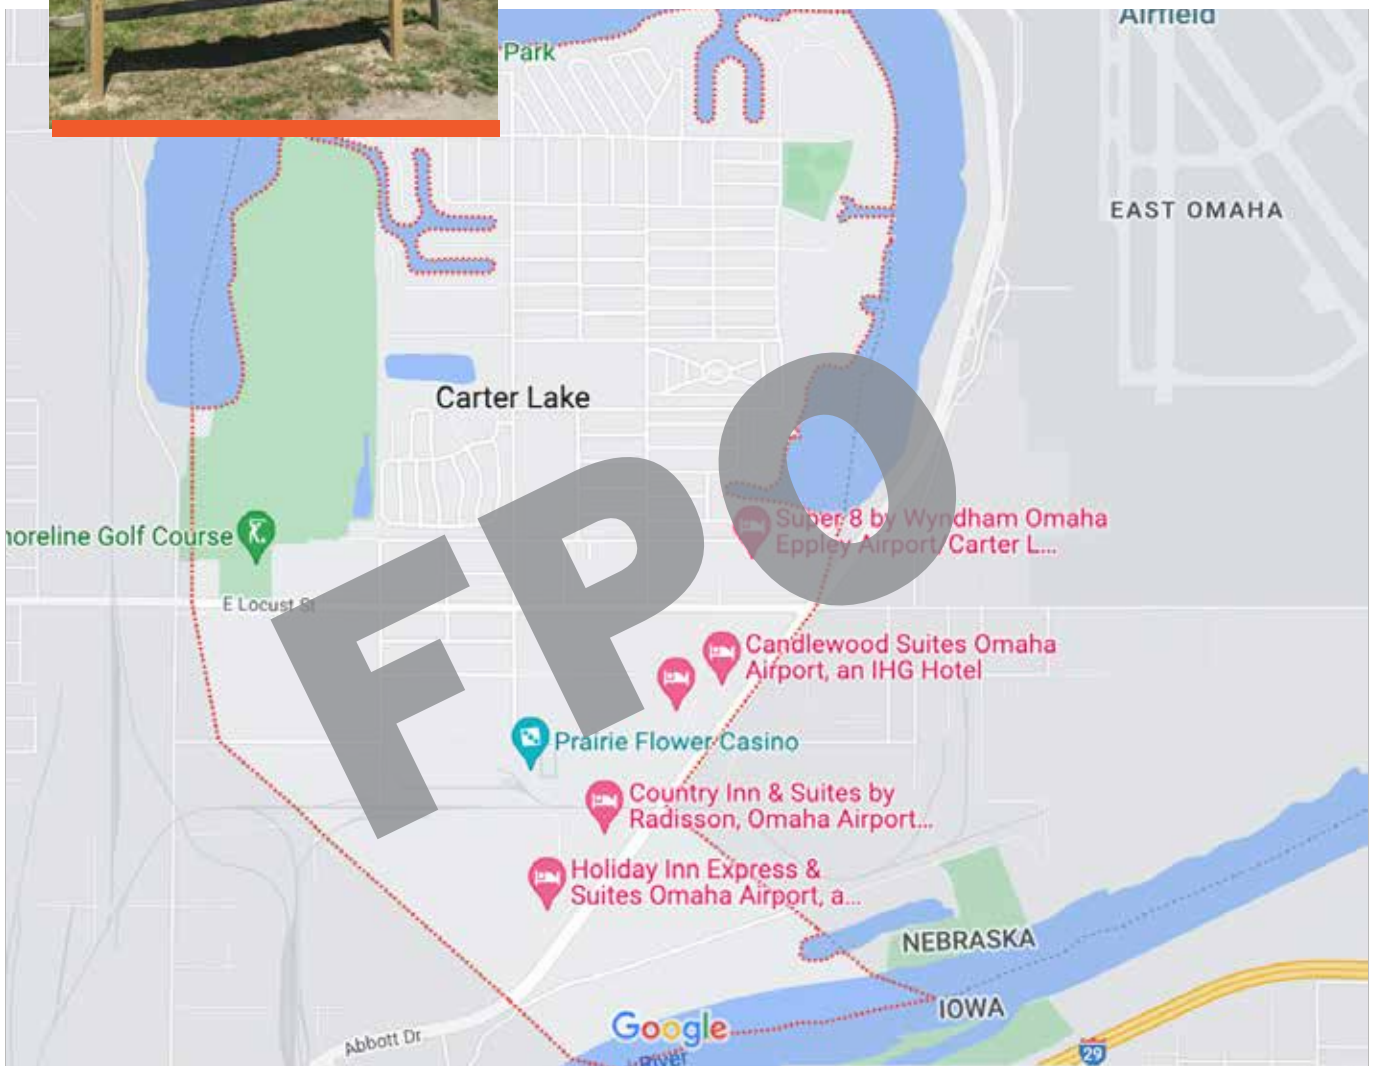 Airfield
Park
EAST OMAHA
Carter Lake
Super 8 by Wyndham Omaha
Eppley Airport, Carter L...
horeline Golf Course
E Locust St
FPO
Candlewood Suites Omaha
Airport, an IHG Hotel
Prairie Flower Casino
Country Inn & Suites by
Radisson, Omaha Airport...
Holiday Inn Express &
Suites Omaha Airport, a...
NEBRASKA
IOWA
Google
Abbott Dr
River
29